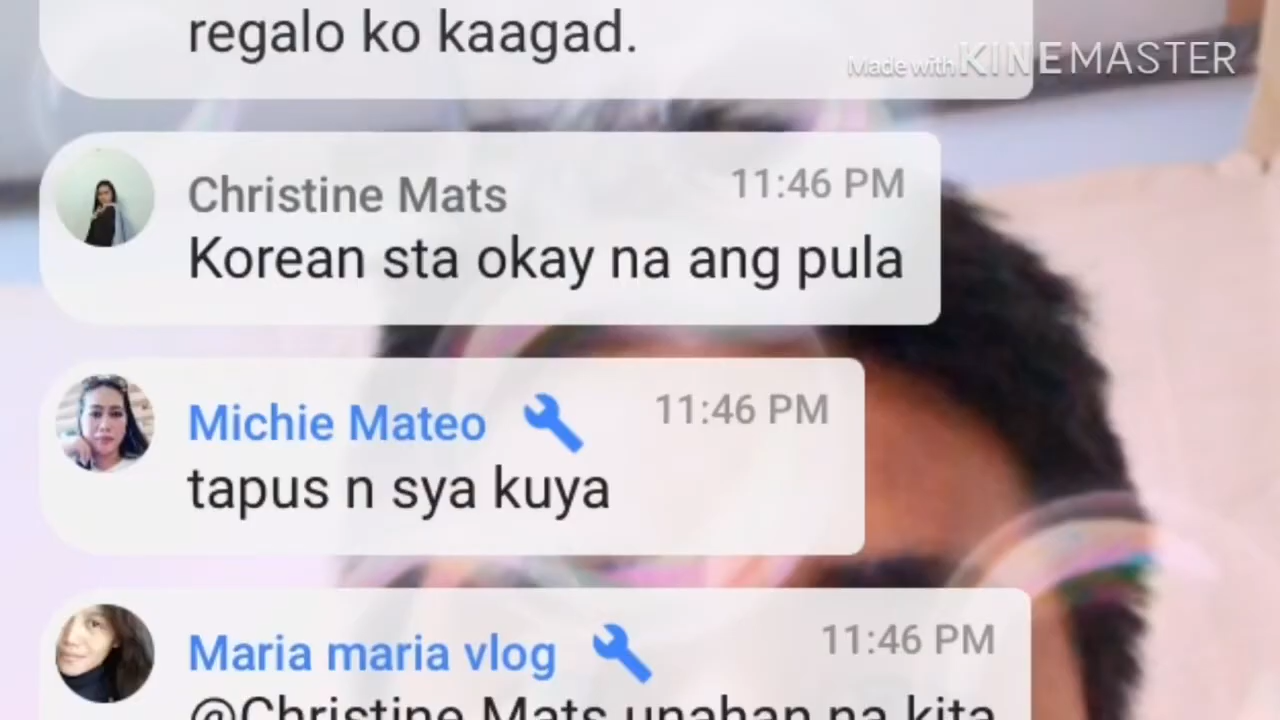 regalo ko kaagad.
Made with KINEMASTER
Christine Mats 11:46 PM
Korean sta okay na ang pula
Michie Mateo 11:46 PM
tapus n sya kuya
Maria maria vlog 11:46 PM
@Christine Mats unahan na kita